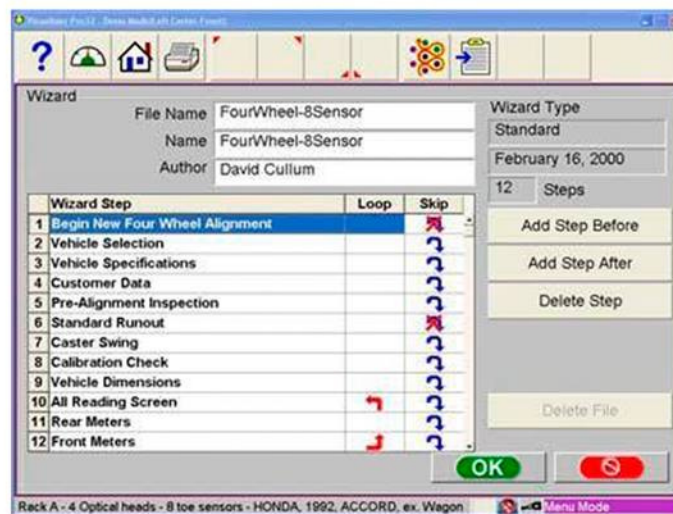 Wizard
File Name FourWheel-8Sensor
Name FourWheel-8Sensor
Author David Cullum
Wizard Type
Standard
February 16, 2000
12 Steps
Wizard Step Loop Skip
1 Begin New Four Wheel Alignment
2 Vehicle Selection
3 Vehicle Specifications
4 Customer Data
5 Pre-Alignment Inspection
6 Standard Runout
7 Caster Swing
8 Calibration Check
9 Vehicle Dimensions
10 All Reading Screen
11 Rear Meters
12 Front Meters
Add Step Before
Add Step After
Delete Step
Delete File
OK
Rack A - 4 Optical heads - 8 toe sensors - HONDA, 1992, ACCORD, ex. Wagon
Menu Mode